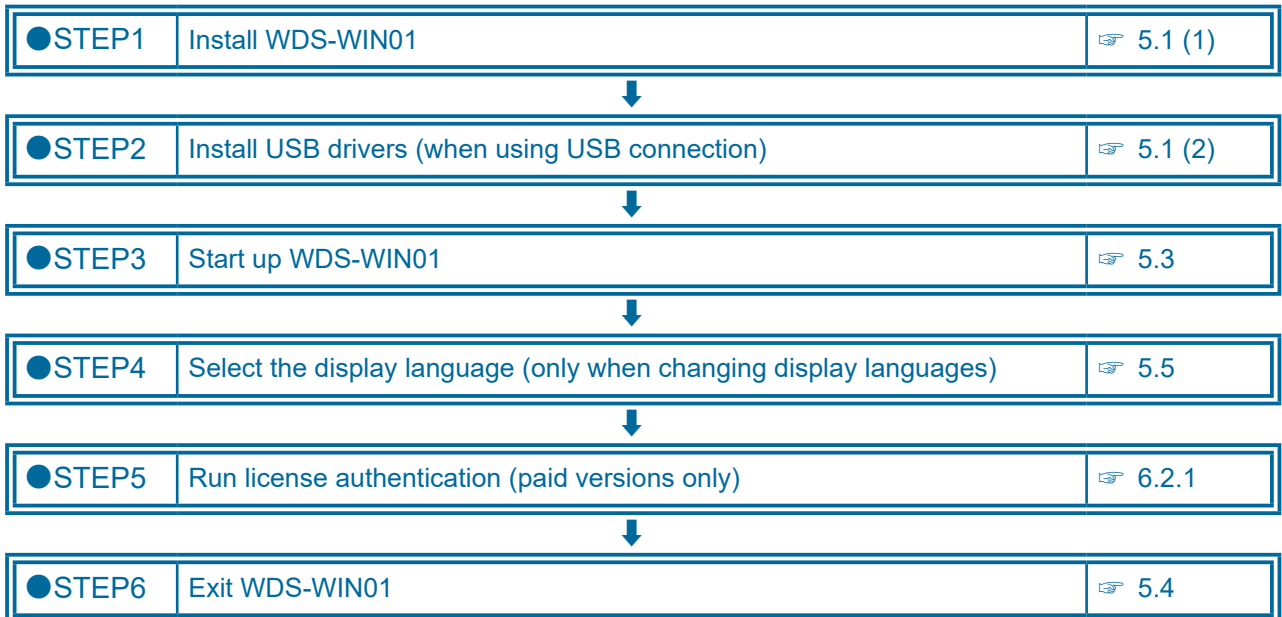 ●STEP1 Install WDS-WIN01 ☞ 5.1 (1)
●STEP2 Install USB drivers (when using USB connection) ☞ 5.1 (2)
●STEP3 Start up WDS-WIN01 ☞ 5.3
●STEP4 Select the display language (only when changing display languages) ☞ 5.5
●STEP5 Run license authentication (paid versions only) ☞ 6.2.1
●STEP6 Exit WDS-WIN01 ☞ 5.4